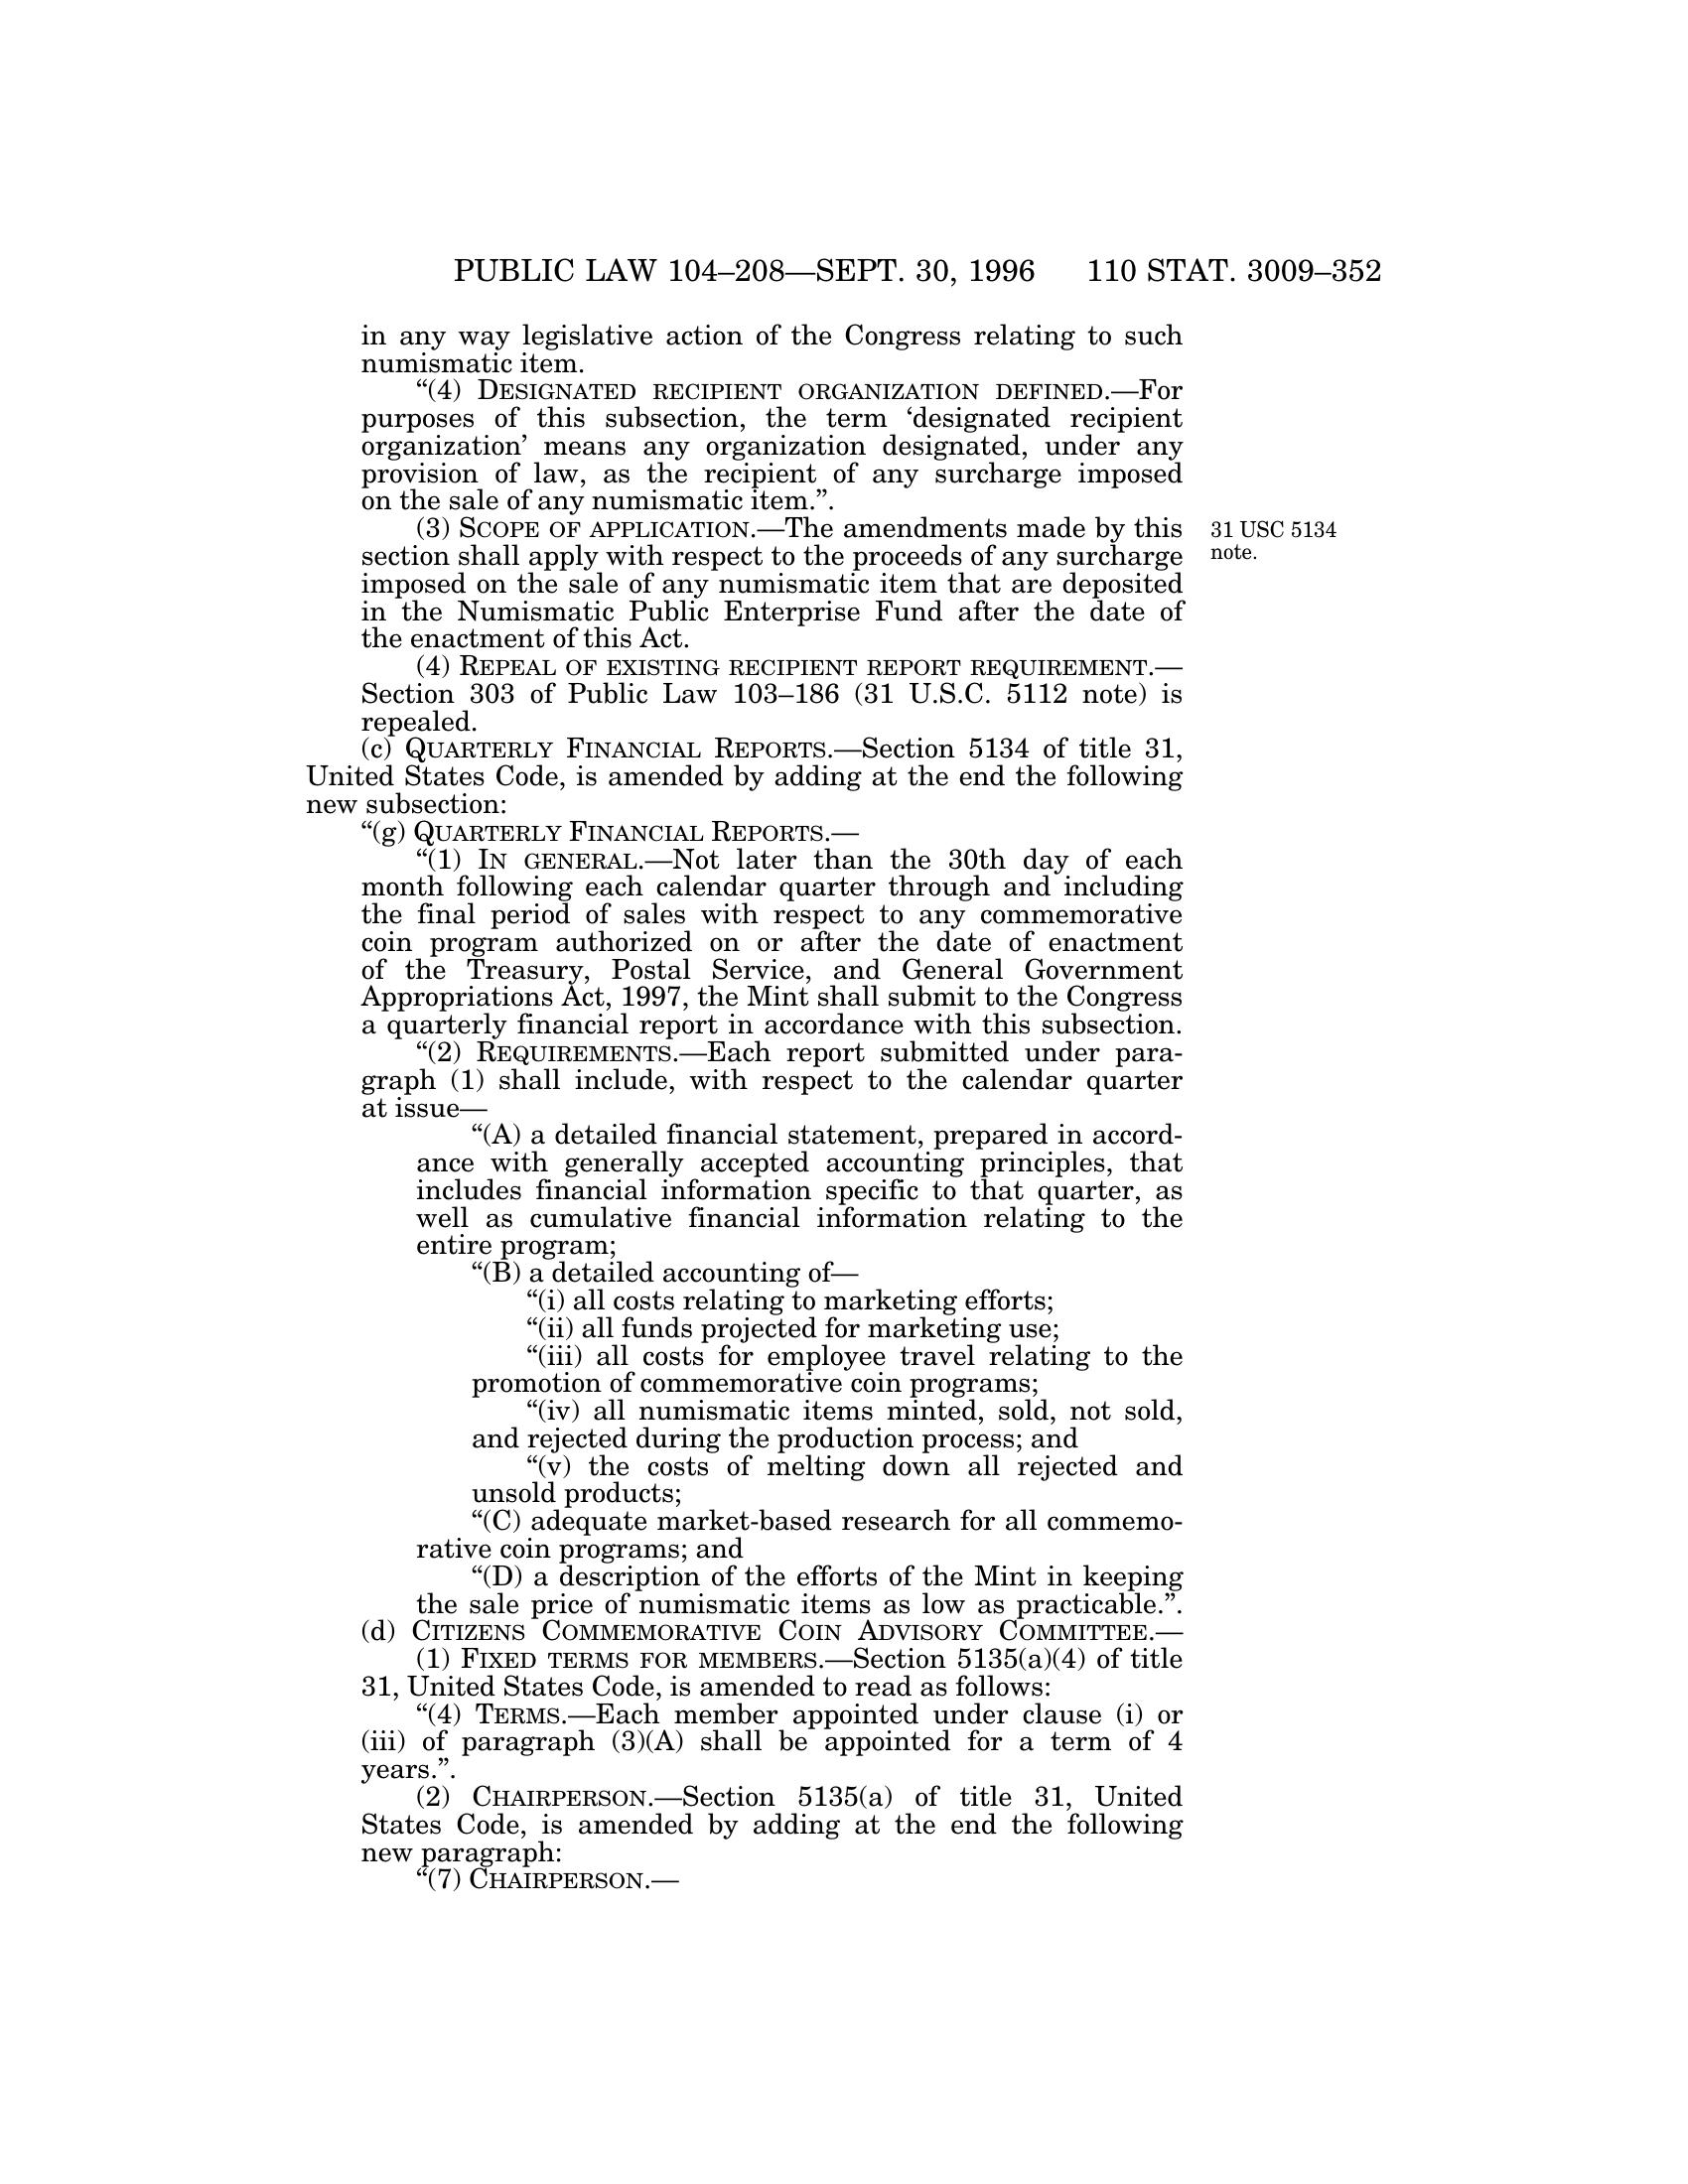 PUBLIC LAW 104–208—SEPT. 30, 1996 110 STAT. 3009–352
in any way legislative action of the Congress relating to such
numismatic item.
“(4) DESIGNATED RECIPIENT ORGANIZATION DEFINED.—For
purposes of this subsection, the term ‘designated recipient
organization’ means any organization designated, under any
provision of law, as the recipient of any surcharge imposed
on the sale of any numismatic item.”.
(3) SCOPE OF APPLICATION.—The amendments made by this
section shall apply with respect to the proceeds of any surcharge
imposed on the sale of any numismatic item that are deposited
in the Numismatic Public Enterprise Fund after the date of
the enactment of this Act.
31 USC 5134
note.
(4) REPEAL OF EXISTING RECIPIENT REPORT REQUIREMENT.—
Section 303 of Public Law 103–186 (31 U.S.C. 5112 note) is
repealed.
(c) QUARTERLY FINANCIAL REPORTS.—Section 5134 of title 31,
United States Code, is amended by adding at the end the following
new subsection:
“(g) QUARTERLY FINANCIAL REPORTS.—
“(1) IN GENERAL.—Not later than the 30th day of each
month following each calendar quarter through and including
the final period of sales with respect to any commemorative
coin program authorized on or after the date of enactment
of the Treasury, Postal Service, and General Government
Appropriations Act, 1997, the Mint shall submit to the Congress
a quarterly financial report in accordance with this subsection.
“(2) REQUIREMENTS.—Each report submitted under para-
graph (1) shall include, with respect to the calendar quarter
at issue—
“(A) a detailed financial statement, prepared in accord-
ance with generally accepted accounting principles, that
includes financial information specific to that quarter, as
well as cumulative financial information relating to the
entire program;
“(B) a detailed accounting of—
“(i) all costs relating to marketing efforts;
“(ii) all funds projected for marketing use;
“(iii) all costs for employee travel relating to the
promotion of commemorative coin programs;
“(iv) all numismatic items minted, sold, not sold,
and rejected during the production process; and
“(v) the costs of melting down all rejected and
unsold products;
“(C) adequate market-based research for all commemo-
rative coin programs; and
“(D) a description of the efforts of the Mint in keeping
the sale price of numismatic items as low as practicable.”.
(d) CITIZENS COMMEMORATIVE COIN ADVISORY COMMITTEE.—
(1) FIXED TERMS FOR MEMBERS.—Section 5135(a)(4) of title
31, United States Code, is amended to read as follows:
“(4) TERMS.—Each member appointed under clause (i) or
(iii) of paragraph (3)(A) shall be appointed for a term of 4
years.”.
(2) CHAIRPERSON.—Section 5135(a) of title 31, United
States Code, is amended by adding at the end the following
new paragraph:
“(7) CHAIRPERSON.—